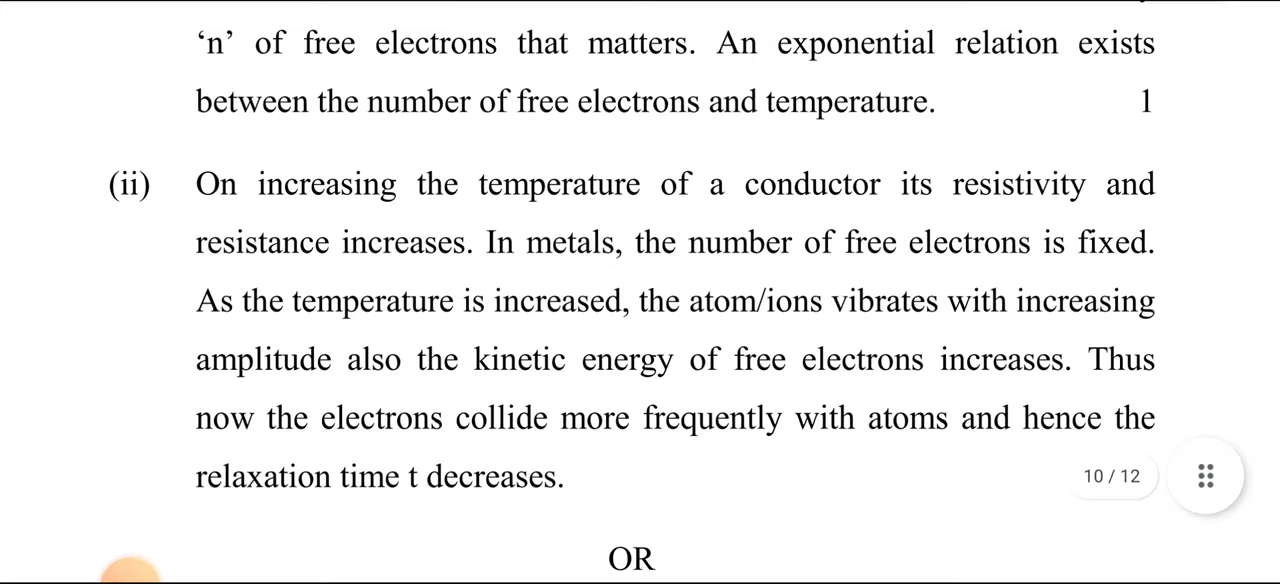 ‘n’ of free electrons that matters. An exponential relation exists
between the number of free electrons and temperature. 1
(ii) On increasing the temperature of a conductor its resistivity and
resistance increases. In metals, the number of free electrons is fixed.
As the temperature is increased, the atom/ions vibrates with increasing
amplitude also the kinetic energy of free electrons increases. Thus
now the electrons collide more frequently with atoms and hence the
relaxation time t decreases.
10 / 12
OR